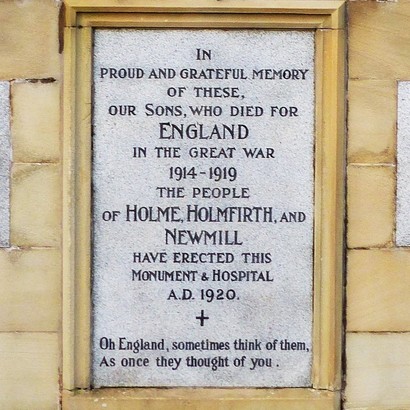 IN
PROUD AND GRATEFUL MEMORY
OF THESE,
OUR SONS, WHO DIED FOR
ENGLAND
IN THE GREAT WAR
1914-1919
THE PEOPLE
OF HOLME, HOLMFIRTH, AND
NEWMILL
HAVE ERECTED THIS
MONUMENT & HOSPITAL
A.D. 1920.
Oh England, sometimes think of them,
As once they thought of you.